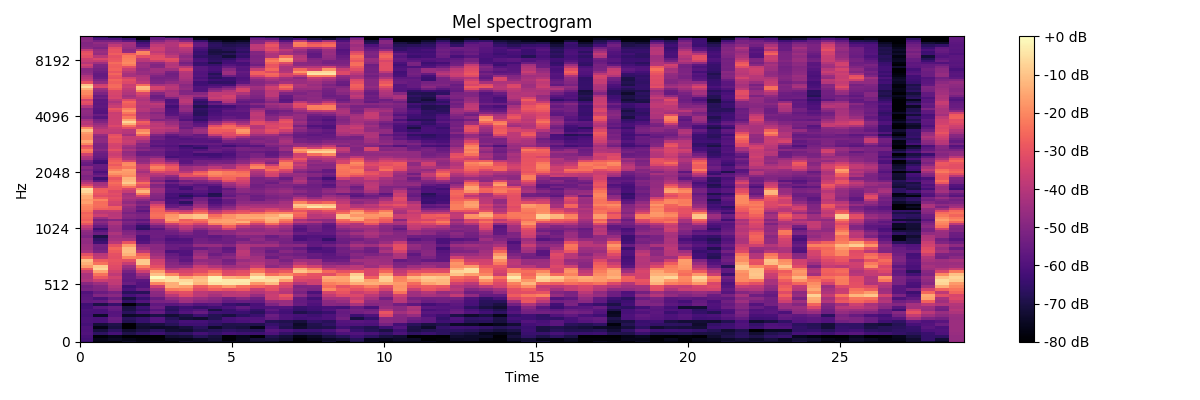 Mel spectrogram
8192
4096
2048
1024
512
0
Hz
0 5 10 15 20 25
Time
+0 dB
-10 dB
-20 dB
-30 dB
-40 dB
-50 dB
-60 dB
-70 dB
-80 dB